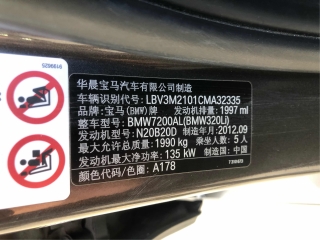 华晨宝马汽车有限公司制造
车辆识别代号: LBV3M2101CMA32335
品牌: 宝马(BMW)牌 发动机排量: 1997 ml
整车型号: BMW7200AL(BMW320Li)
发动机型号: N20B20D 制造年月: 2012.09
最大允许总质量: 1990 kg 乘坐人数: 5 人
发动机最大净功率: 135 kW 制造国: 中国
颜色代码/色圈: A178